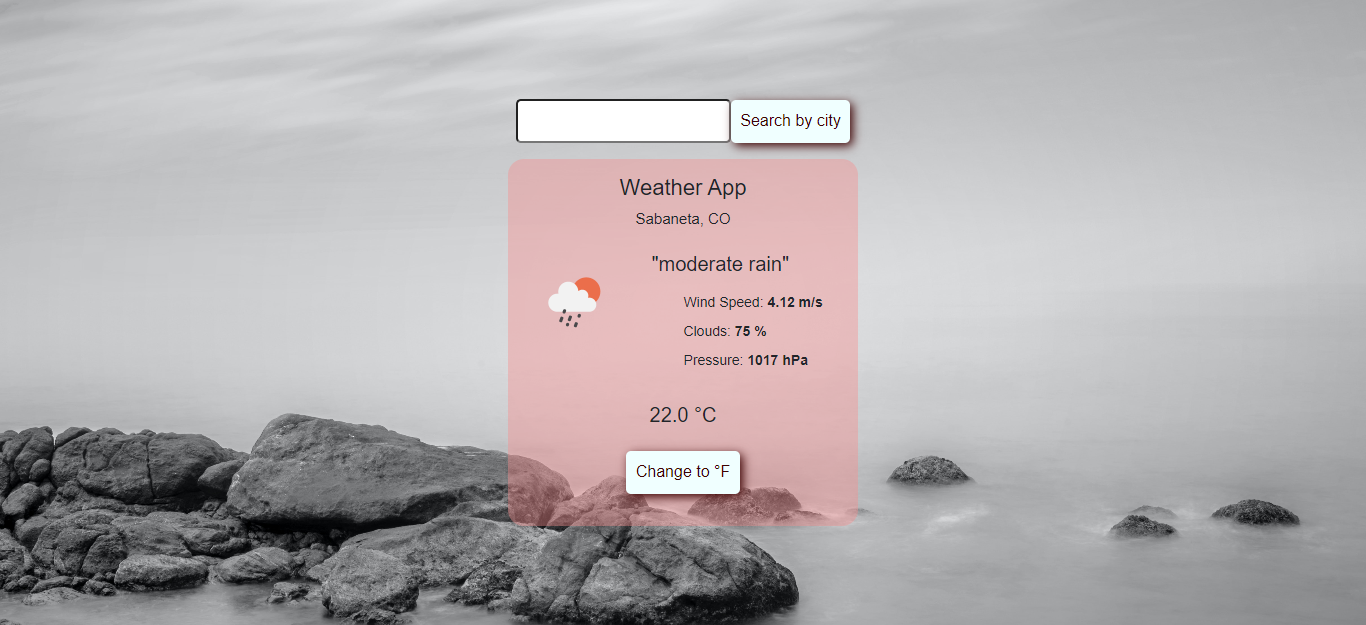 Search by city
Weather App
Sabaneta, CO
"moderate rain"
Wind Speed: 4.12 m/s
Clouds: 75 %
Pressure: 1017 hPa
22.0 °C
Change to °F